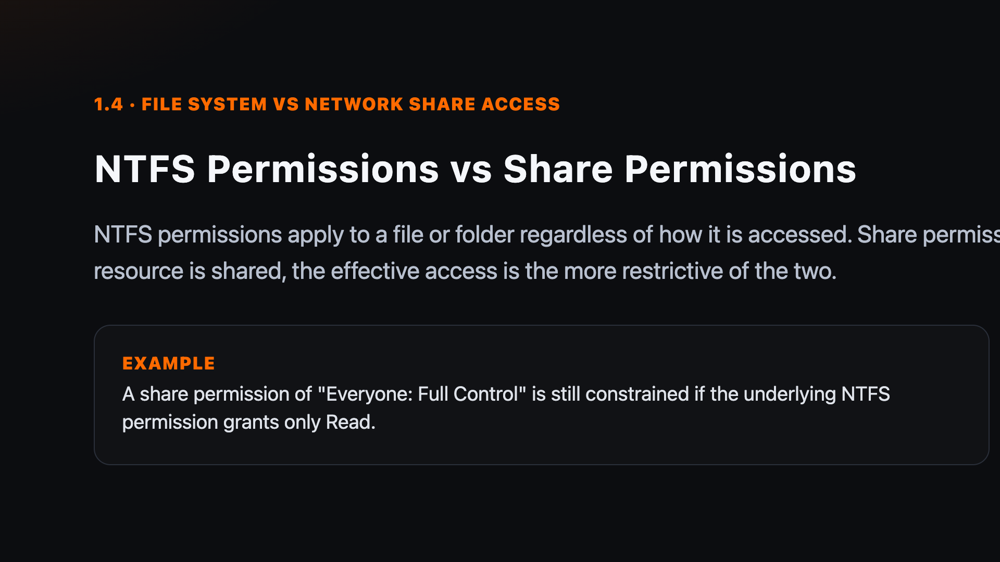 1.4 · FILE SYSTEM VS NETWORK SHARE ACCESS
NTFS Permissions vs Share Permissions
NTFS permissions apply to a file or folder regardless of how it is accessed. Share
resource is shared, the effective access is the more restrictive of the two.
EXAMPLE
A share permission of "Everyone: Full Control" is still constrained if the underlying NTFS
permission grants only Read.